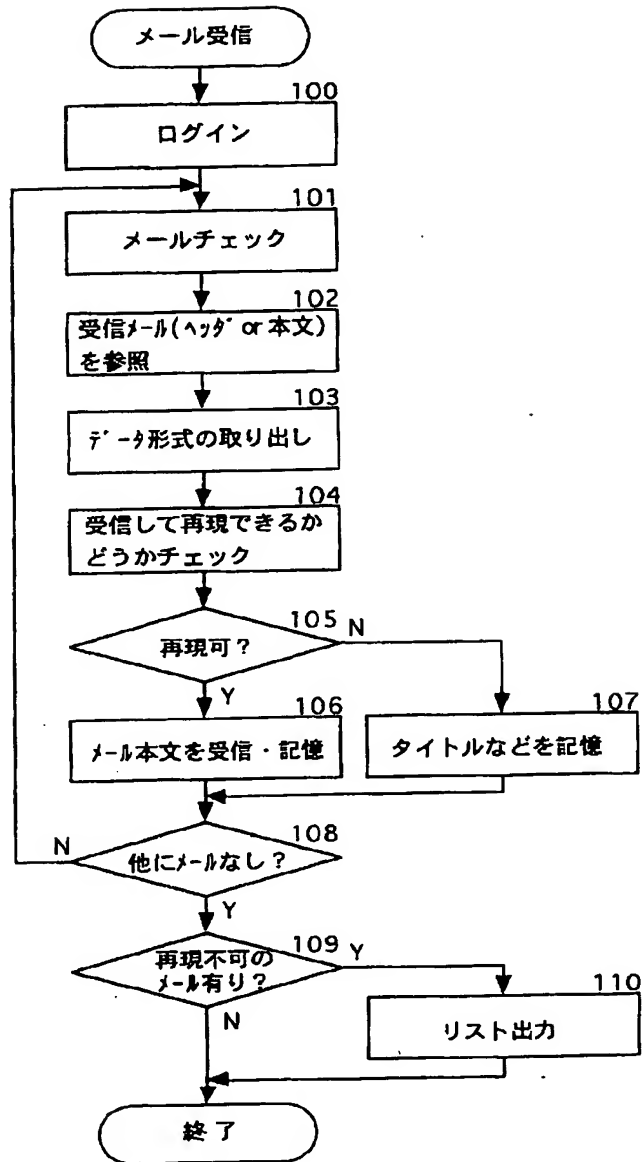 メール受信
100
ログイン
101
メールチェック
102
受信ﾒｰﾙ(ﾍｯﾀﾞ or 本文)
を参照
103
ﾃﾞｰﾀ形式の取り出し
104
受信して再現できるか
どうかチェック
105
再現可?
N
Y
106
ﾒｰﾙ本文を受信・記憶
107
タイトルなどを記憶
108
他にﾒｰﾙなし?
N
Y
109
再現不可の
ﾒｰﾙ有り?
Y
N
110
リスト出力
終了